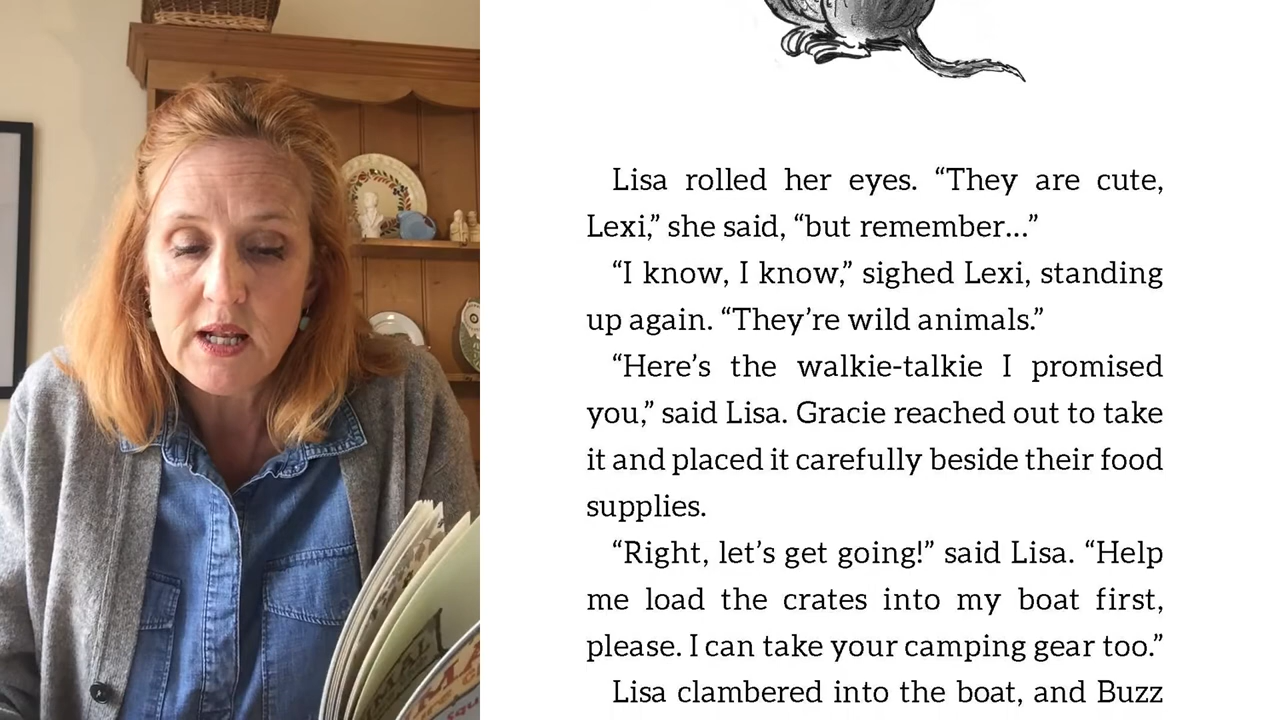 Lisa rolled her eyes. “They are cute,
Lexi,” she said, “but remember...”
“I know, I know,” sighed Lexi, standing
up again. “They’re wild animals.”
“Here’s the walkie-talkie I promised
you,” said Lisa. Gracie reached out to take
it and placed it carefully beside their food
supplies.
“Right, let’s get going!” said Lisa. “Help
me load the crates into my boat first,
please. I can take your camping gear too.”
Lisa clambered into the boat, and Buzz